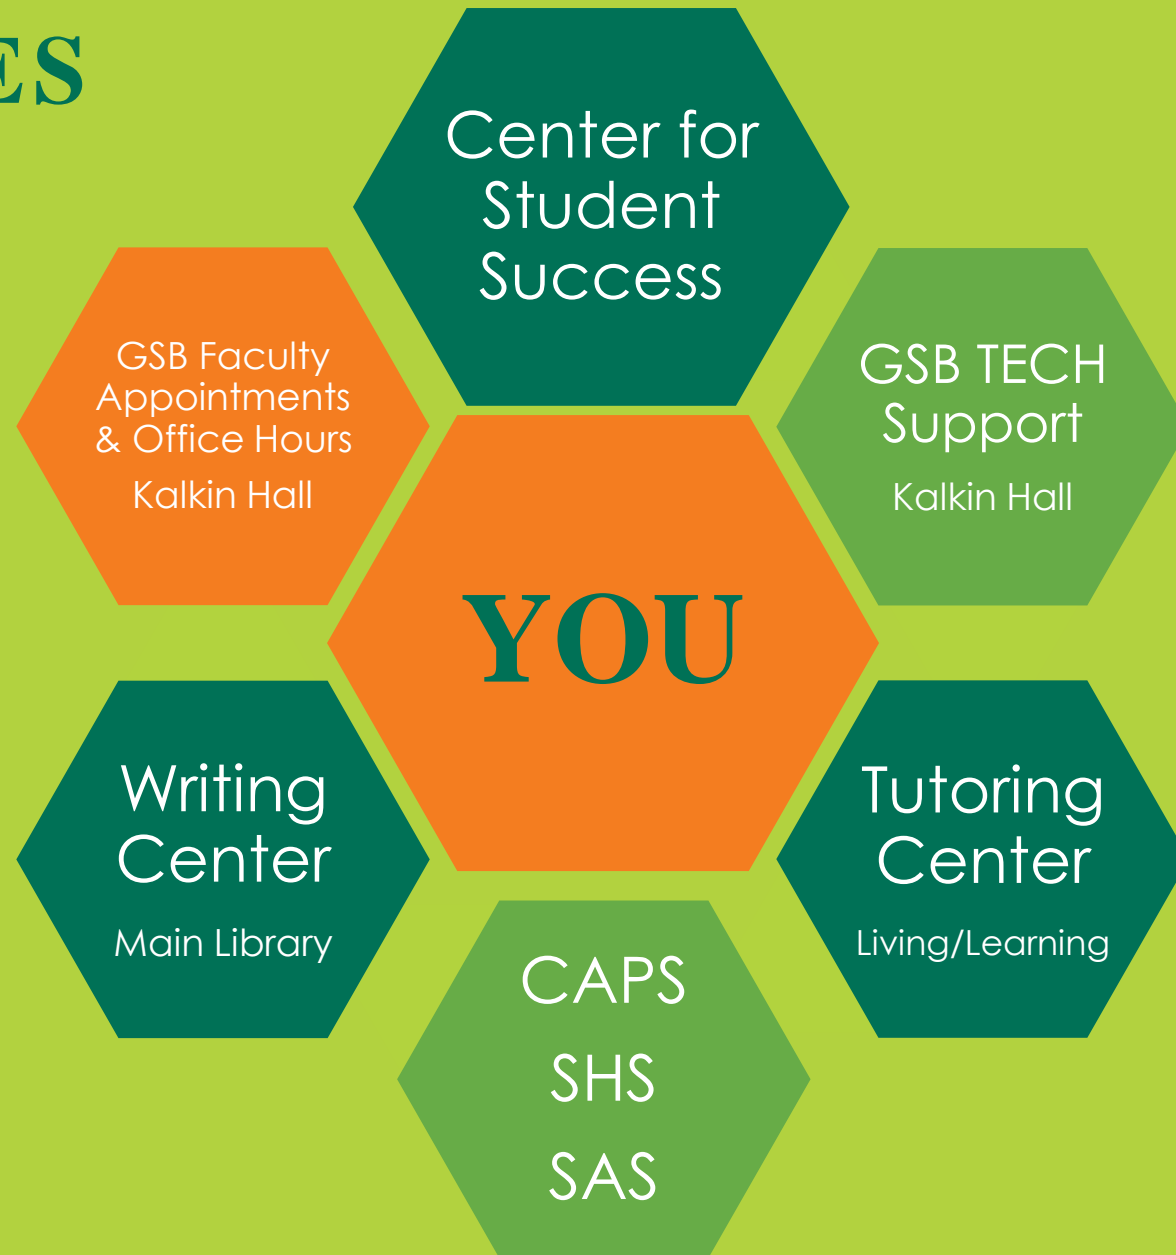 ES
Center for
Student
Success
GSB Faculty
Appointments
& Office Hours
Kalkin Hall
GSB TECH
Support
Kalkin Hall
YOU
Writing
Center
Main Library
Tutoring
Center
Living/Learning
CAPS
SHS
SAS